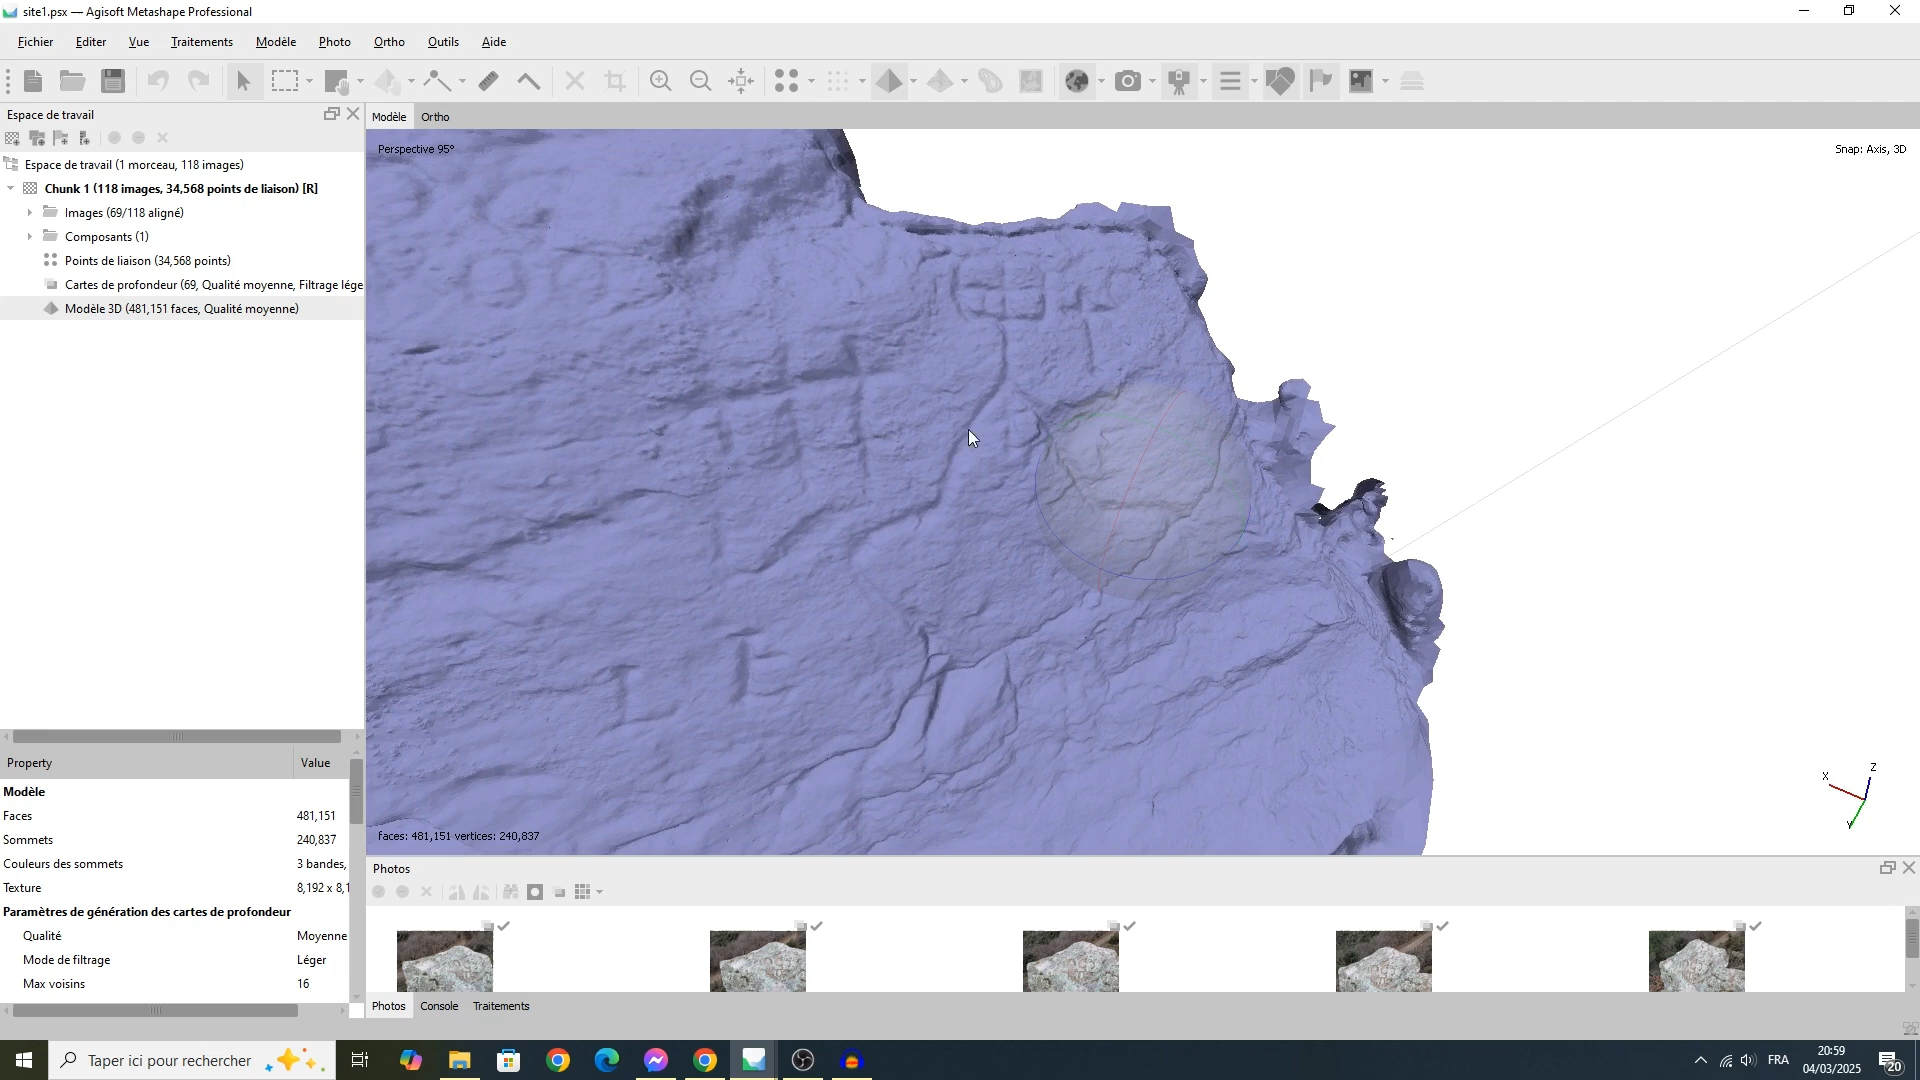 site1.psx — Agisoft Metashape Professional
Fichier Editer Vue Traitements Modèle Photo Ortho Outils Aide
Espace de travail
Espace de travail (1 morceau, 118 images)
Chunk 1 (118 images, 34,568 points de liaison) [R]
Images (69/118 aligné)
Composants (1)
Points de liaison (34,568 points)
Cartes de profondeur (69, Qualité moyenne, Filtrage lége
Modèle 3D (481,151 faces, Qualité moyenne)
Property Value
Modèle
Faces 481,151
Sommets 240,837
Couleurs des sommets 3 bandes,
Texture 8,192 x 8,1
Paramètres de génération des cartes de profondeur
Qualité Moyenne
Mode de filtrage Léger
Max voisins 16
Modèle Ortho
Perspective 95°
Snap: Axis, 3D
X Z
Y
faces: 481,151 vertices: 240,837
Photos
Photos Console Traitements
Taper ici pour rechercher
FRA
20:59
04/03/2025
20